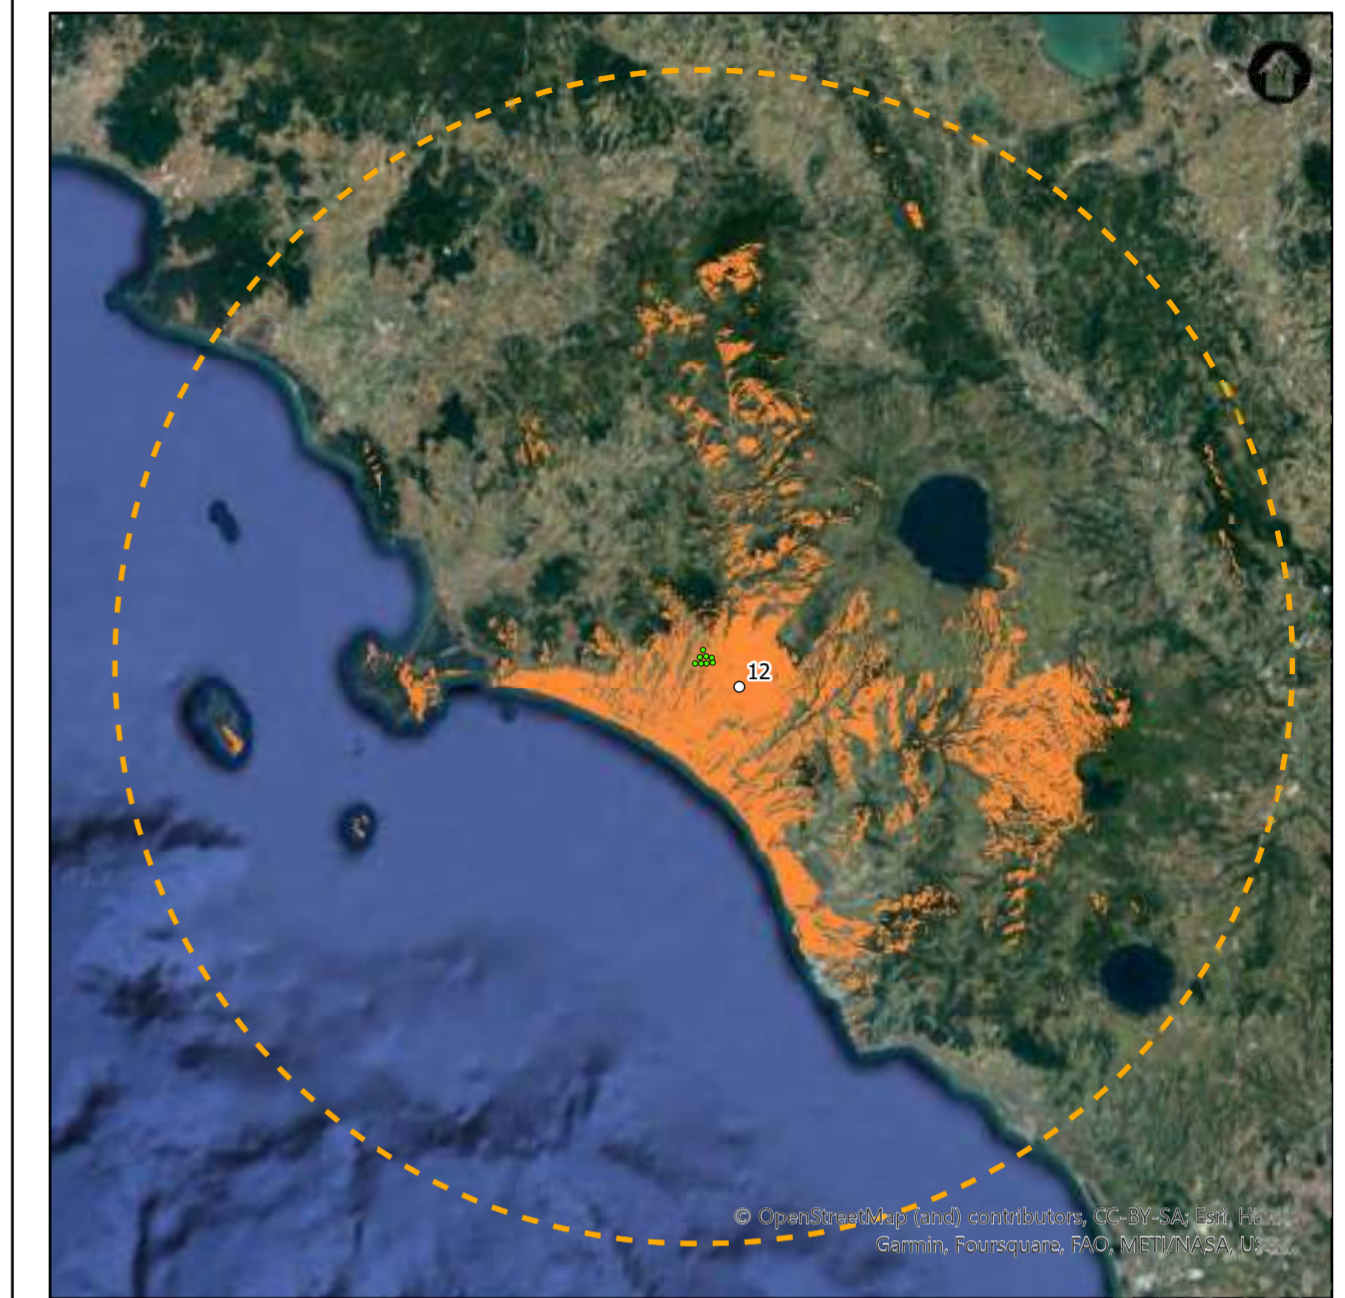 12
© OpenStreetMap (and) contributors, CC-BY-SA; Esri,
Garmin, Foursquare, FAO, METI/NASA,